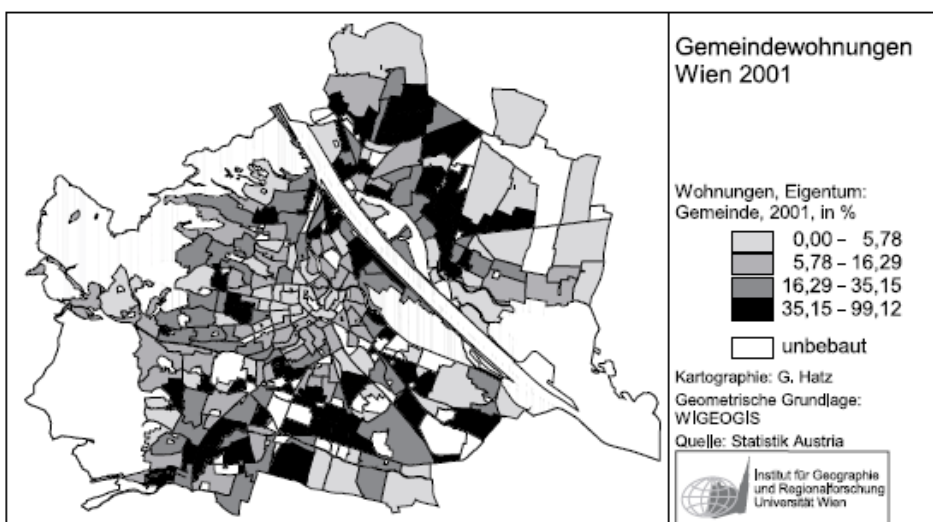 Gemeindewohnungen
Wien 2001
Wohnungen, Eigentum:
Gemeinde, 2001, in %
0,00 – 5,78
5,78 – 16,29
16,29 – 35,15
35,15 – 99,12
unbebaut
Kartographie: G. Hatz
Geometrische Grundlage:
WIGEOGIS
Quelle: Statistik Austria
Institut für Geographie
und Regionalforschung
Universität Wien